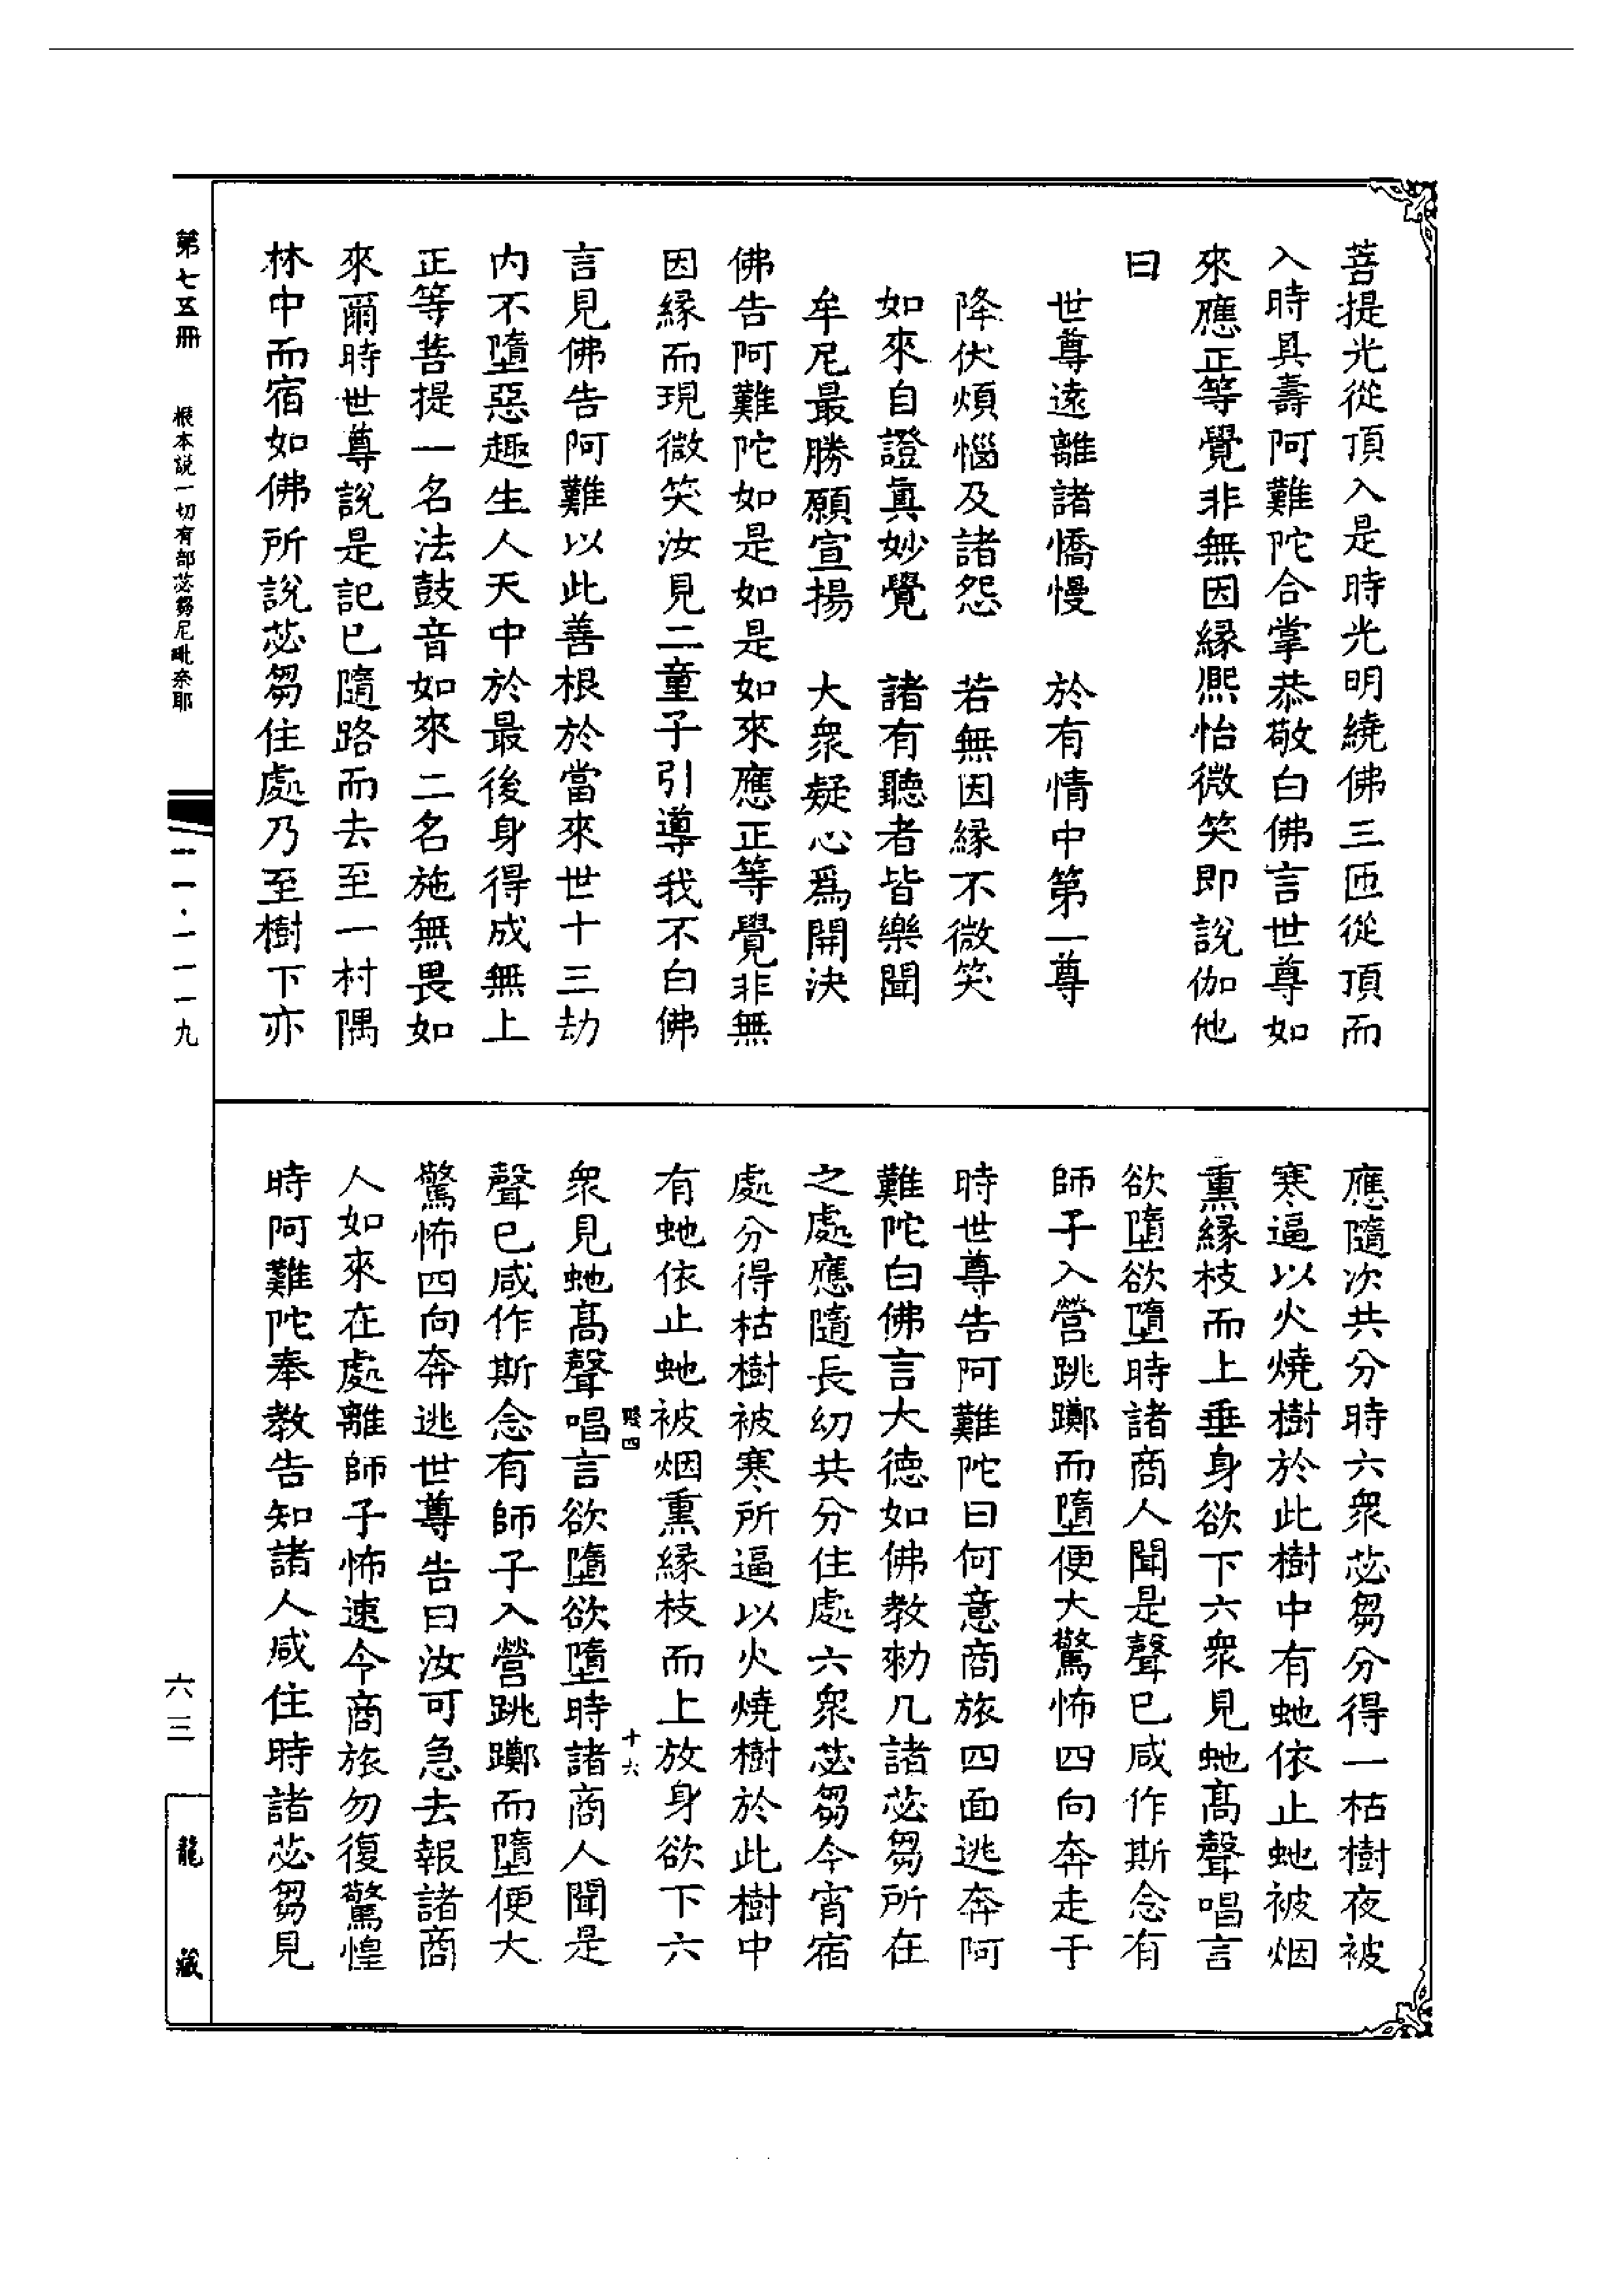 菩提光從頂入是時光明繞佛三匝從頂而
入時具壽阿難陀合掌恭敬白佛言世尊如
來應正等覺非無因緣熈怡微笑即說伽他
曰
世尊遠離諸憍慢　於有情中第一尊
降伏煩惱及諸怨　若無因緣不微笑
如來自證真妙覺　諸有聽者皆樂聞
牟尼最勝願宣揚　大衆疑心爲開決
佛告阿難陀如是如是如來應正等覺非無
因緣而現微笑汝見二童子引導我不白佛
言見佛告阿難以此善根於當來世十三劫
内不墮惡趣生人天中於最後身得成無上
正等菩提一名法鼓音如來二名施無畏如
來爾時世尊說是記已隨路而去至一村隅
林中而宿如佛所說苾芻住處乃至樹下亦
應隨次共分時六衆苾芻分得一枯樹夜被
寒逼以火燒樹於此樹中有虵依止虵被烟
熏緣枝而上垂身欲下六衆見虵高聲唱言
欲墮欲墮時諸商人聞是聲已咸作斯念有
師子入營跳躑而墮便大驚怖四向奔走于
時世尊告阿難陀曰何意商旅四面逃奔阿
難陀白佛言大德如佛教勑凡諸苾芻所在
之處應隨長幼共分住處六衆苾芻今宵宿
處分得枯樹被寒所逼以火燒樹於此樹中
有虵依止虵被烟熏緣枝而上放身欲下六
十六
衆見虵高聲唱言欲墮欲墮時諸商人聞是
聲已咸作斯念有師子入營跳躑而墮便大
驚怖四向奔逃世尊告曰汝可急去報諸商
人如來在處離師子怖速令商旅勿復驚惶
時阿難陀奉教告知諸人咸住時諸苾芻見
第七五冊　根本說一切有部苾芻尼毗奈耶
六三
龍藏